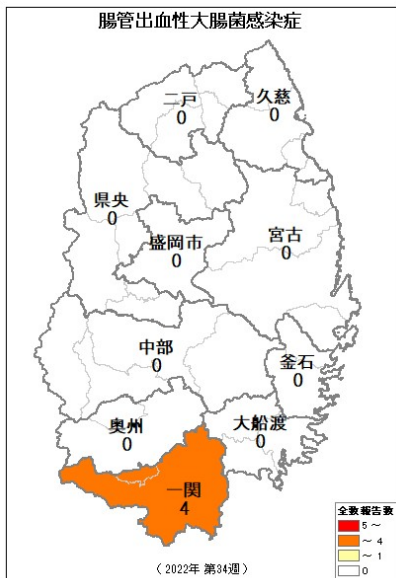 腸管出血性大腸菌感染症
二戸
0
久慈
0
県央
0
盛岡市
0
宮古
0
中部
0
釜石
0
奥州
0
大船渡
0
一関
4
全数報告数
5 ～
～ 4
～ 1
0
（2022年 第34週）